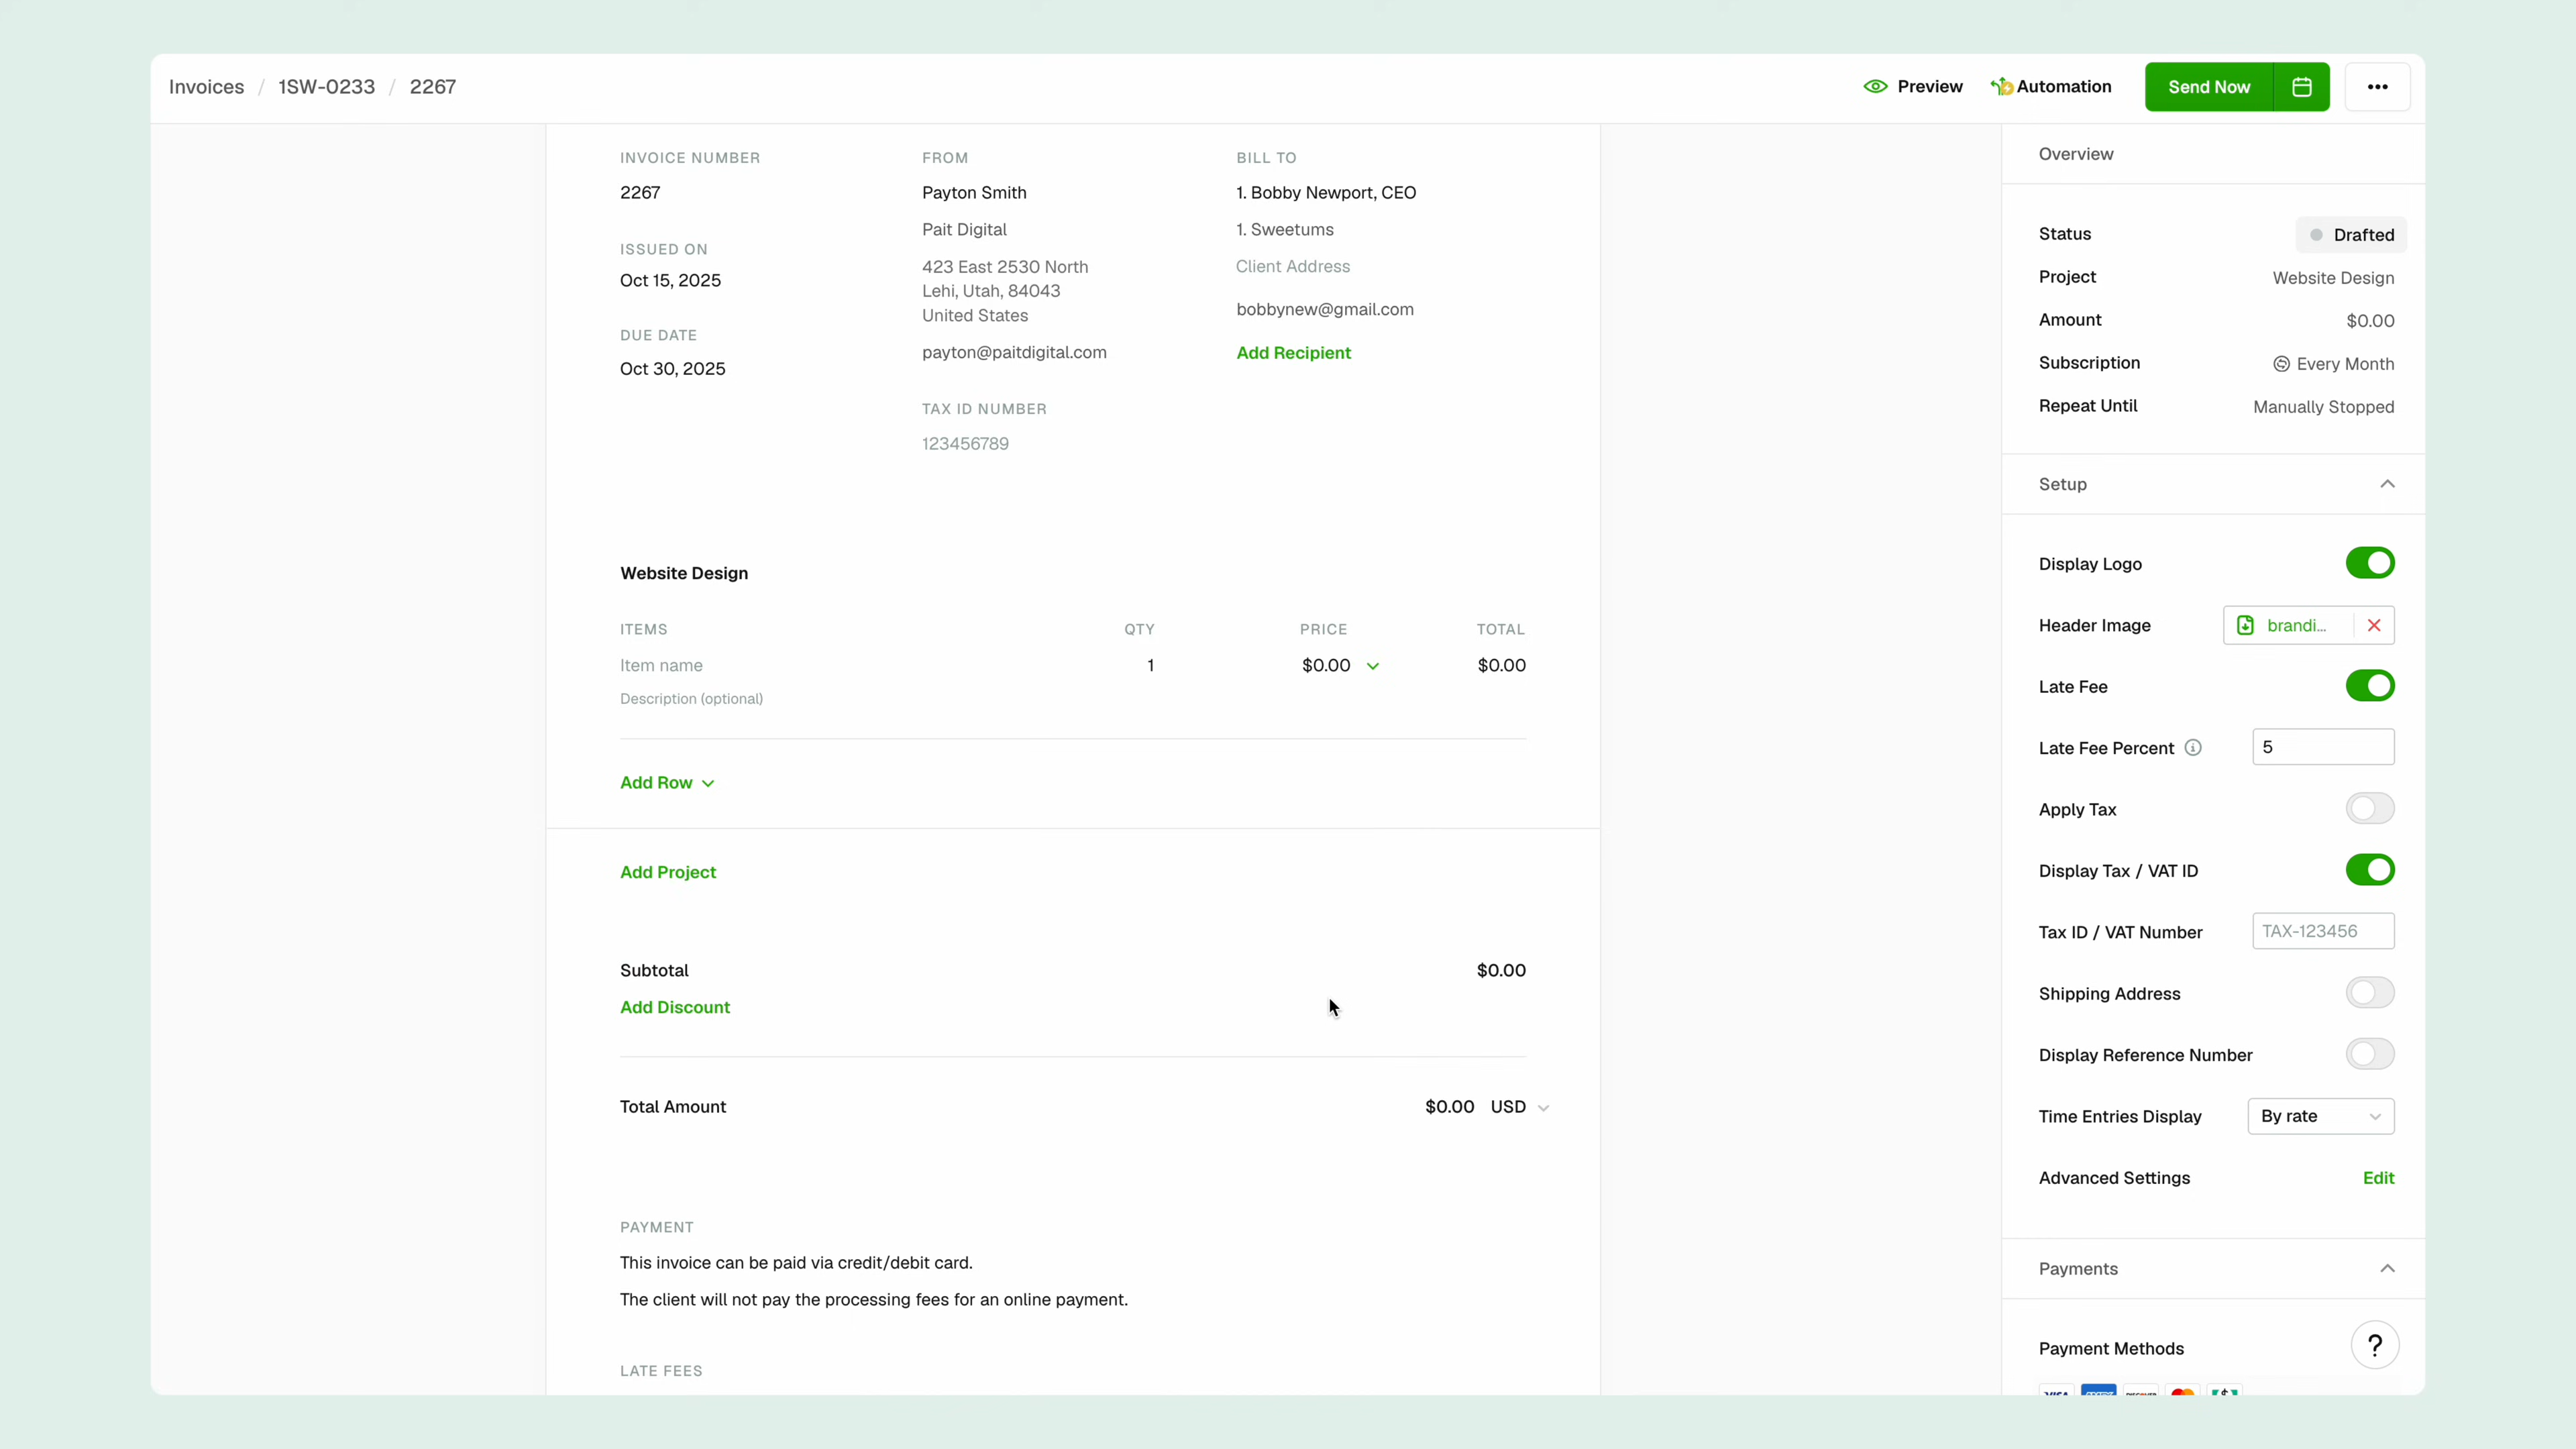 Invoices / 1SW-0233 / 2267
Preview
Automation
Send Now
INVOICE NUMBER
2267
ISSUED ON
Oct 15, 2025
DUE DATE
Oct 30, 2025
FROM
Payton Smith
Pait Digital
423 East 2530 North
Lehi, Utah, 84043
United States
payton@paitdigital.com
TAX ID NUMBER
123456789
BILL TO
1. Bobby Newport, CEO
1. Sweetums
Client Address
bobbynew@gmail.com
Add Recipient
Website Design
ITEMS QTY PRICE TOTAL
Item name 1 $0.00 $0.00
Description (optional)
Add Row
Add Project
Subtotal $0.00
Add Discount
Total Amount $0.00 USD
PAYMENT
This invoice can be paid via credit/debit card.
The client will not pay the processing fees for an online payment.
LATE FEES
Overview
Status Drafted
Project Website Design
Amount $0.00
Subscription Every Month
Repeat Until Manually Stopped
Setup
Display Logo
Header Image brandi...
Late Fee
Late Fee Percent 5
Apply Tax
Display Tax / VAT ID
Tax ID / VAT Number TAX-123456
Shipping Address
Display Reference Number
Time Entries Display By rate
Advanced Settings Edit
Payments
Payment Methods ?
VISA